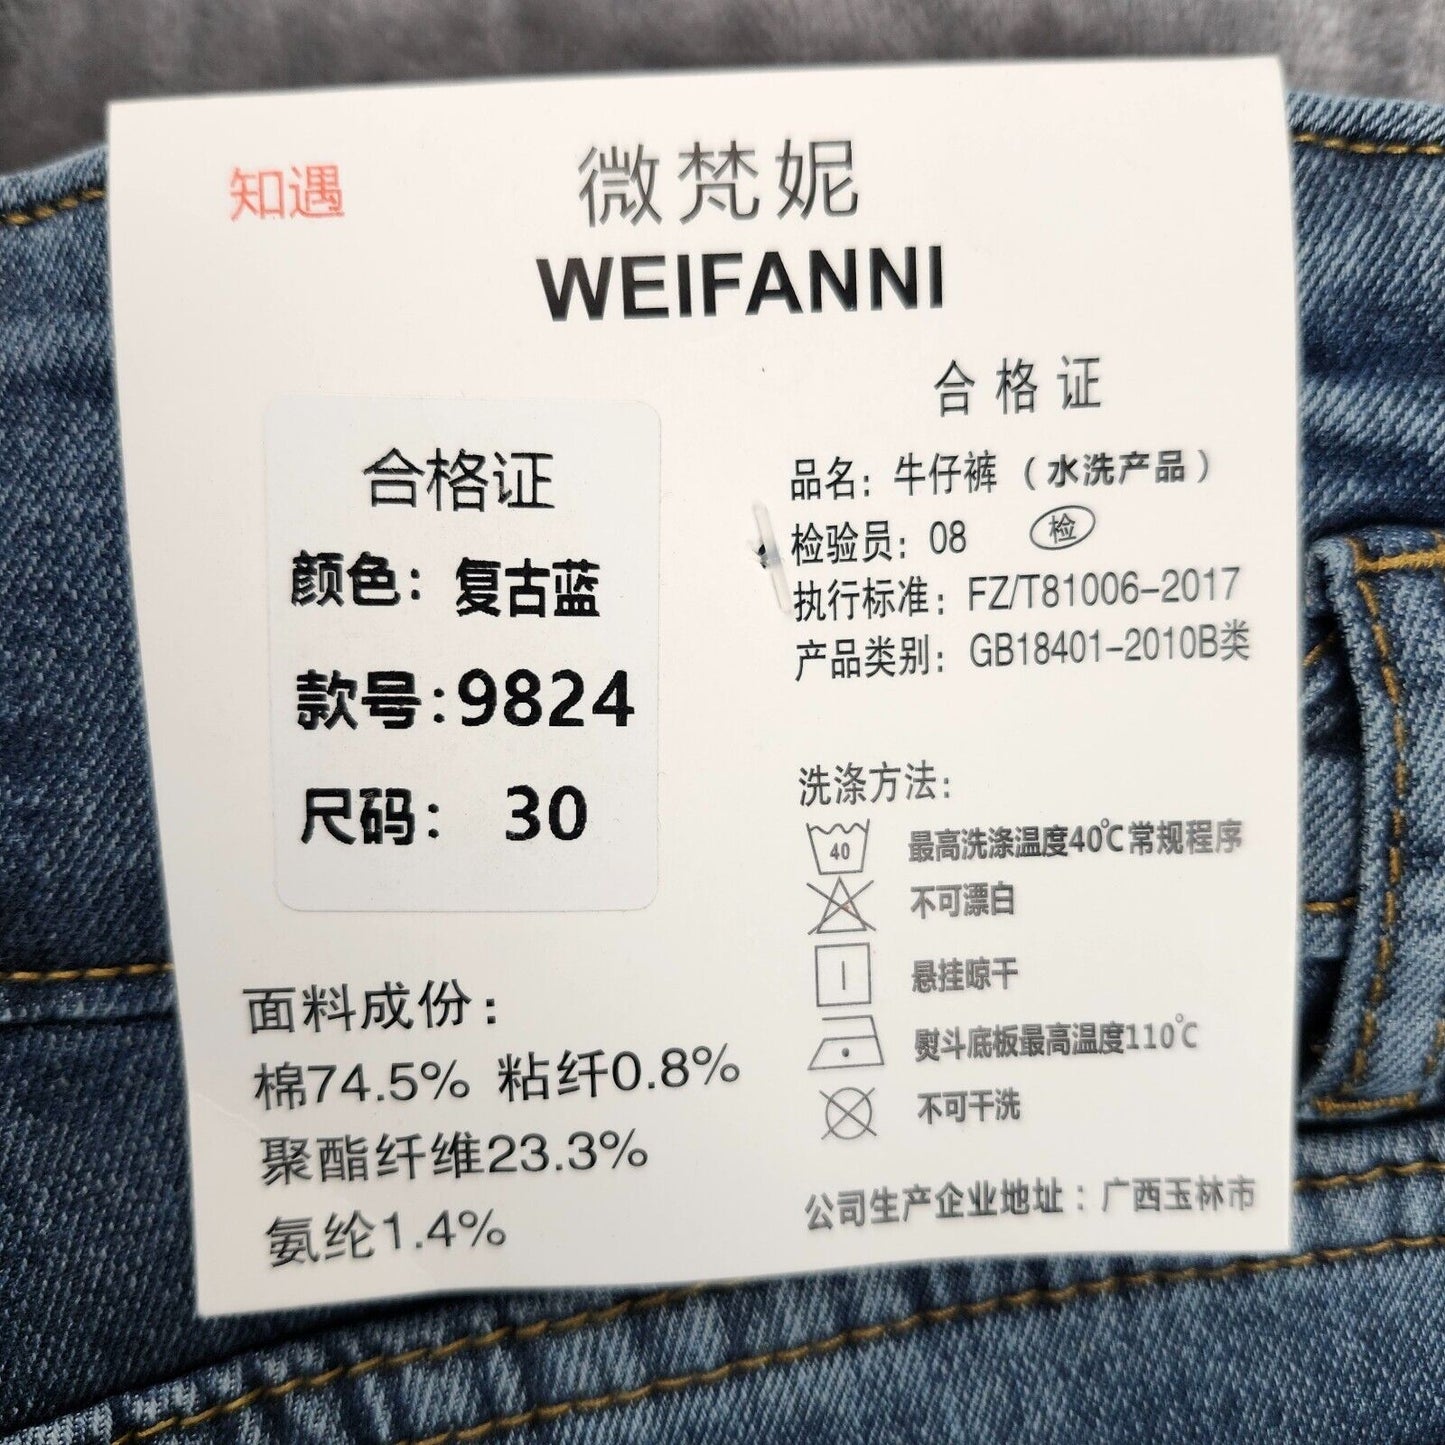 知遇
微梵妮
WEIFANNI
合格证
颜色：复古蓝
款号:9824
尺码： 30
面料成份：
棉74.5% 粘纤0.8%
聚酯纤维23.3%
氨纶1.4%
合格证
品名：牛仔裤（水洗产品）
检验员：08 检
执行标准：FZ/T81006-2017
产品类别：GB18401-2010B类
洗涤方法：
40 最高洗涤温度40℃常规程序
不可漂白
悬挂晾干
熨斗底板最高温度110℃
不可干洗
公司生产企业地址：广西玉林市